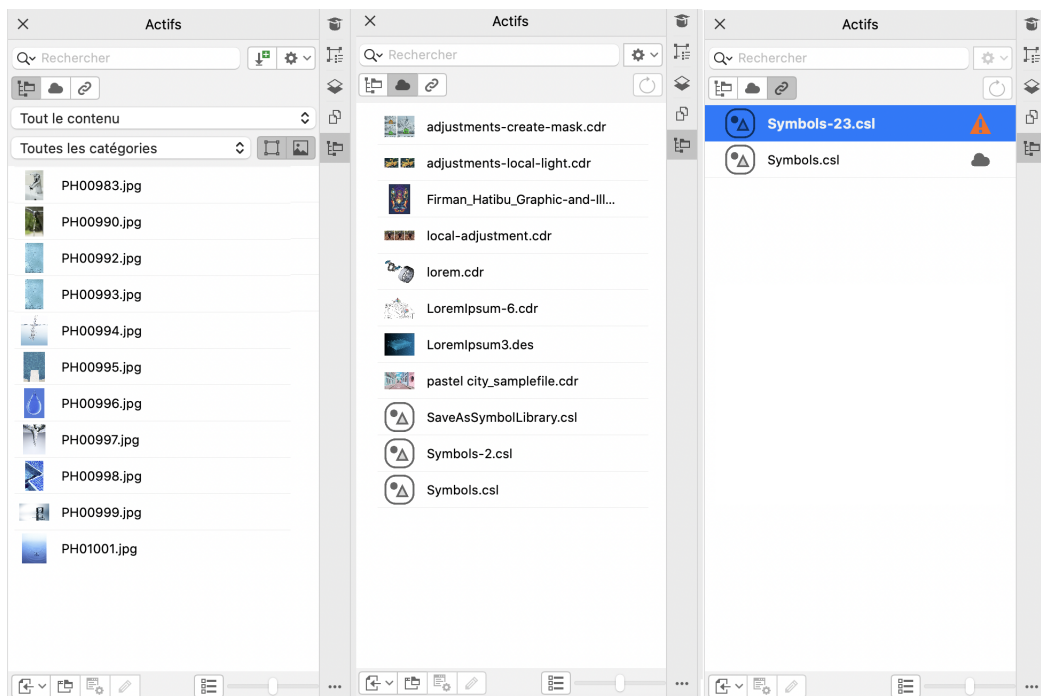 Actifs
Rechercher
Tout le contenu
Toutes les catégories
PH00983.jpg
PH00990.jpg
PH00992.jpg
PH00993.jpg
PH00994.jpg
PH00995.jpg
PH00996.jpg
PH00997.jpg
PH00998.jpg
PH00999.jpg
PH01001.jpg
Actifs
Rechercher
adjustments-create-mask.cdr
adjustments-local-light.cdr
Firman_Hatibu_Graphic-and-Ill...
local-adjustment.cdr
lorem.cdr
LoremIpsum-6.cdr
LoremIpsum3.des
pastel city_samplefile.cdr
SaveAsSymbolLibrary.csl
Symbols-2.csl
Symbols.csl
Actifs
Rechercher
Symbols-23.csl
Symbols.csl